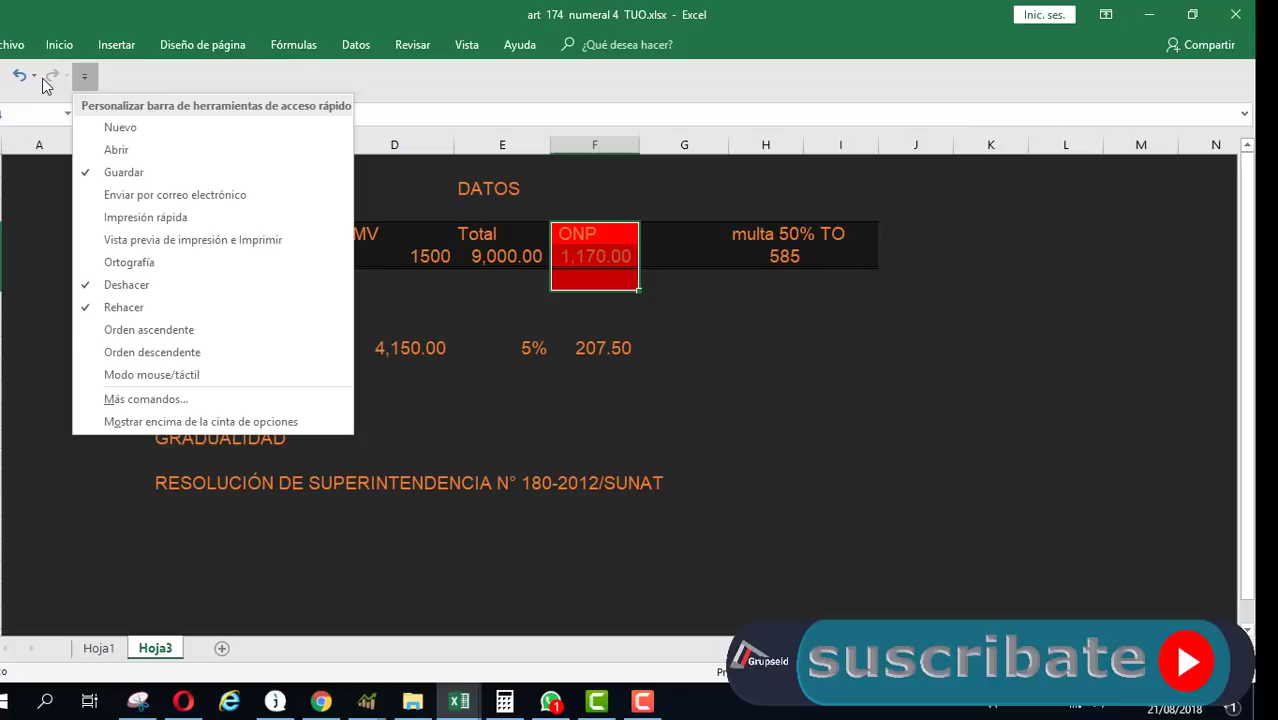 art 174 numeral 4 TUO.xlsx - Excel
Inic. ses.
chivo Inicio Insertar Diseño de página Fórmulas Datos Revisar Vista Ayuda ¿Qué desea hacer? Compartir
Personalizar barra de herramientas de acceso rápido
Nuevo
Abrir
Guardar
Enviar por correo electrónico
Impresión rápida
Vista previa de impresión e Imprimir
Ortografía
Deshacer
Rehacer
Orden ascendente
Orden descendente
Modo mouse/táctil
Más comandos...
Mostrar encima de la cinta de opciones
A D E F G H I J K L M N
DATOS
MV Total ONP multa 50% TO
1500 9,000.00 1,170.00 585
4,150.00 5% 207.50
GRADUALIDAD
RESOLUCIÓN DE SUPERINTENDENCIA N° 180-2012/SUNAT
Hoja1 Hoja3
Grupseld suscribate
1
21/08/2018
1